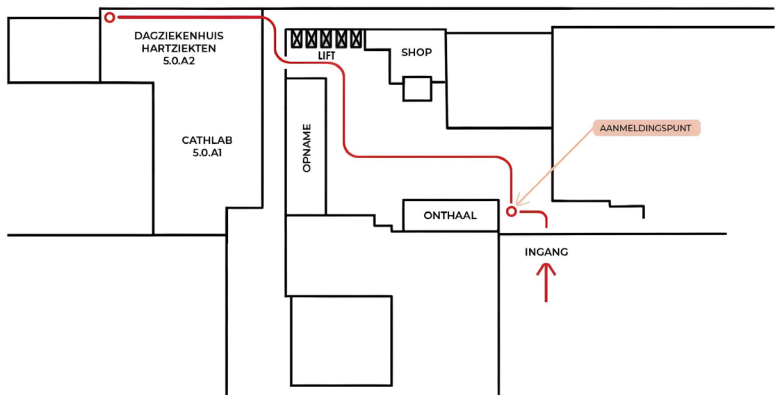 DAGZIEKENHUIS
HARTZIEKTEN
5.0.A2
LIFT
SHOP
CATHLAB
5.0.A1
OPNAME
AANMELDINGSPUNT
ONTHAAL
INGANG